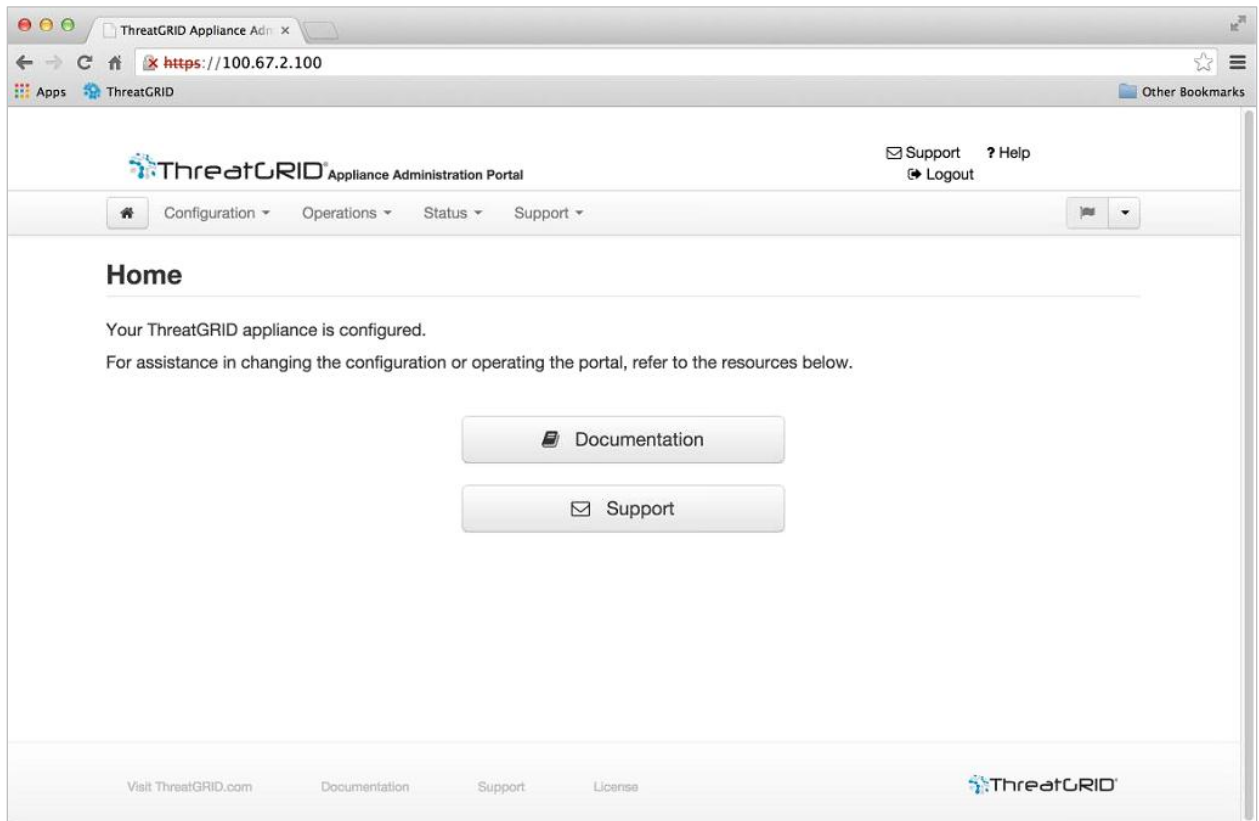 ThreatGRID Appliance Adn
https://100.67.2.100
Apps ThreatGRID Other Bookmarks
ThreatGRID® Appliance Administration Portal
Support ? Help
Logout
Configuration Operations Status Support
Home
Your ThreatGRID appliance is configured.
For assistance in changing the configuration or operating the portal, refer to the resources below.
Documentation
Support
Visit ThreatGRID.com Documentation Support License ThreatGRID®